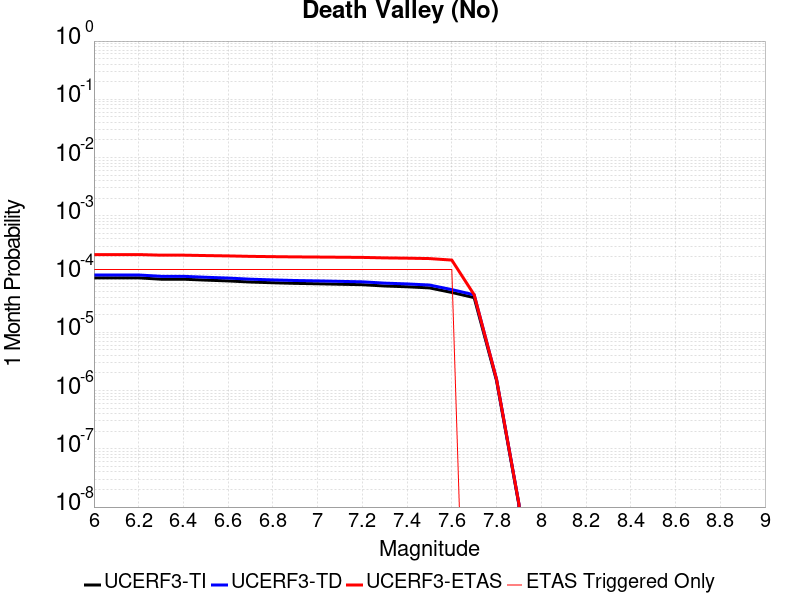 Death Valley (No)
1 Month Probability
10 0
10 -1
10 -2
10 -3
10 -4
10 -5
10 -6
10 -7
10 -8
6 6.2 6.4 6.6 6.8 7 7.2 7.4 7.6 7.8 8 8.2 8.4 8.6 8.8 9
Magnitude
UCERF3-TI UCERF3-TD UCERF3-ETAS ETAS Triggered Only